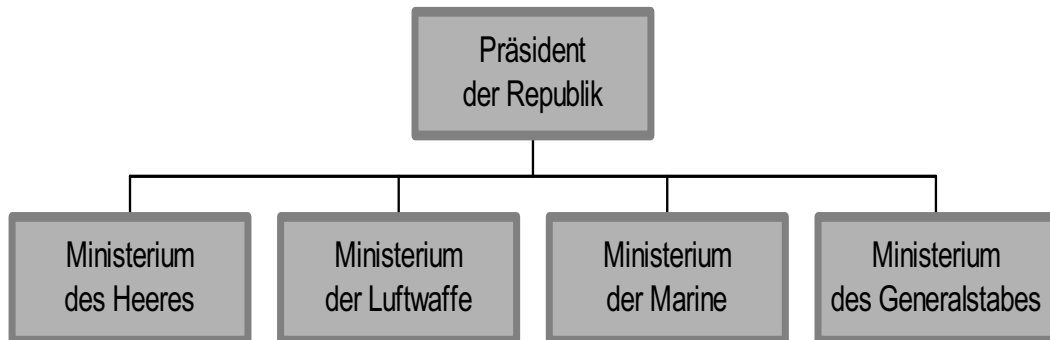 Präsident
der Republik
Ministerium
des Heeres
Ministerium
der Luftwaffe
Ministerium
der Marine
Ministerium
des Generalstabes